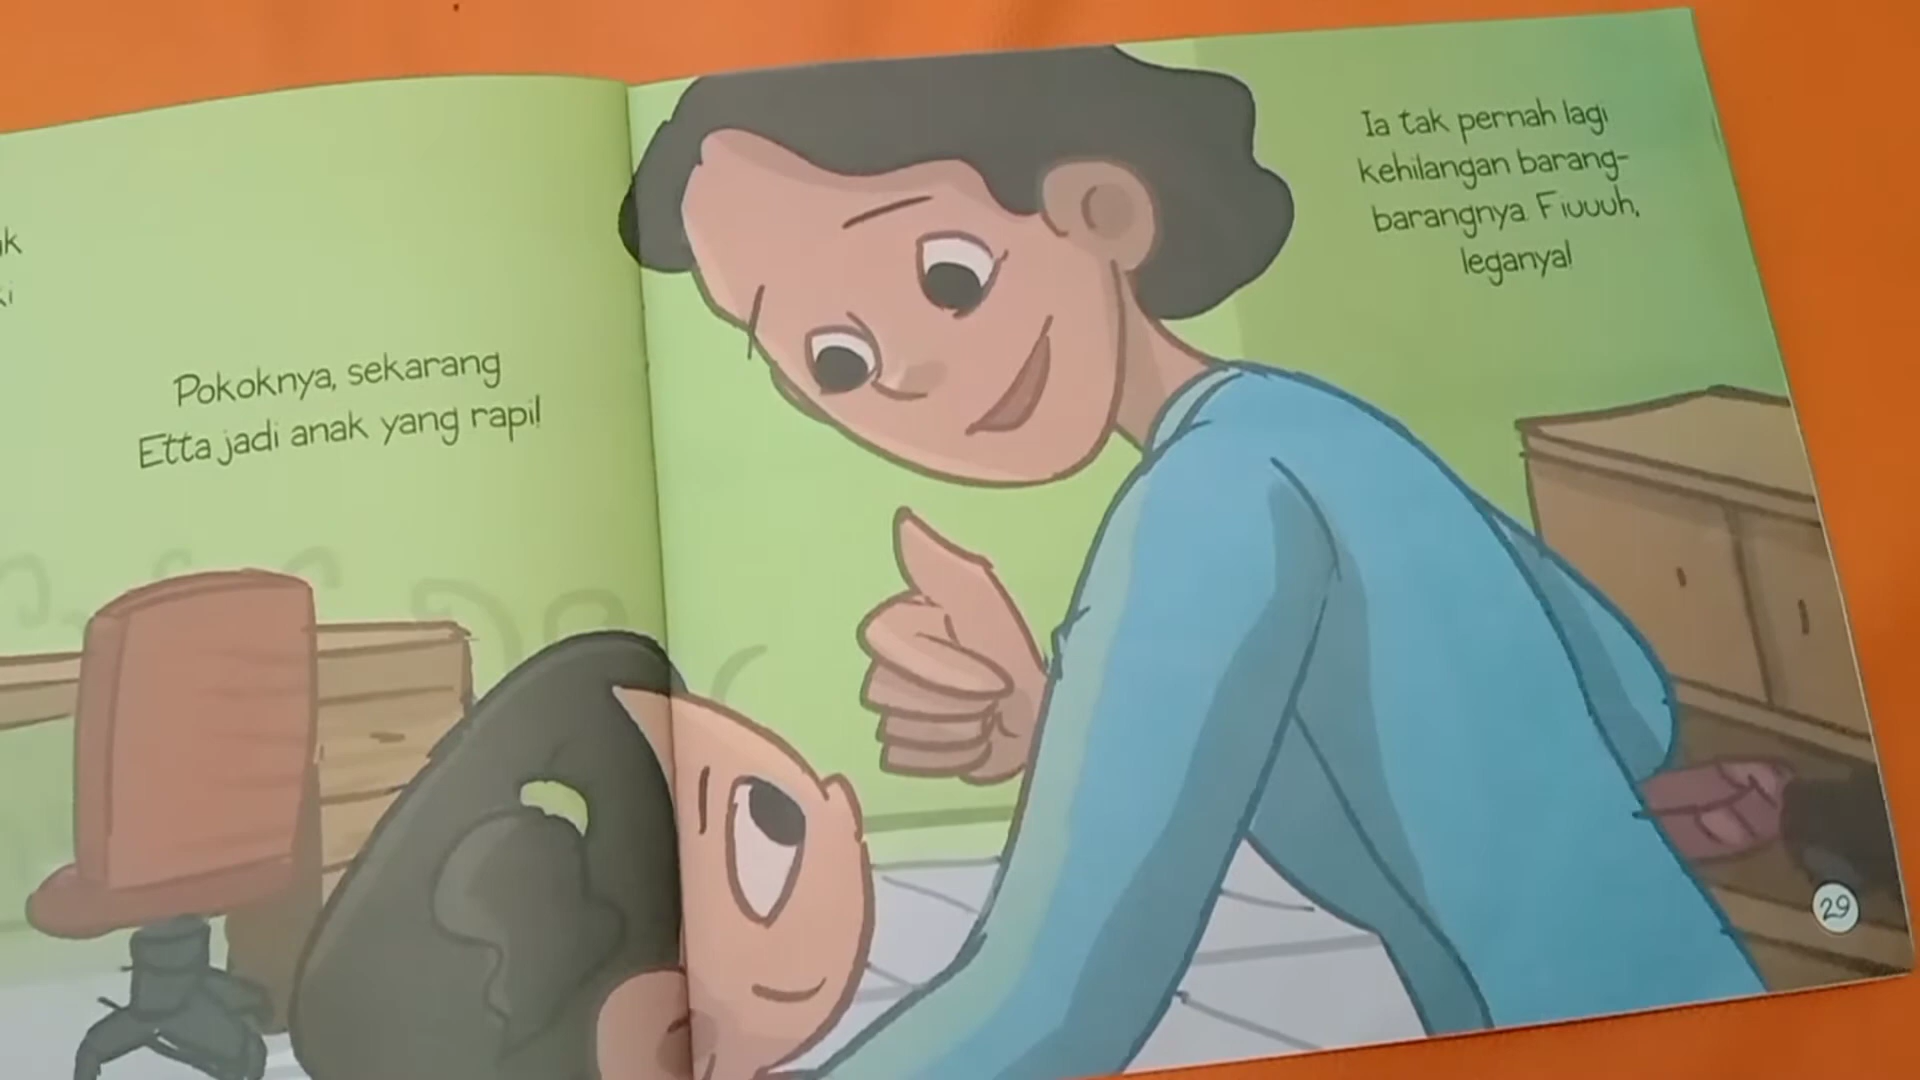 Pokoknya, sekarang
Etta jadi anak yang rapi!
Ia tak pernah lagi
kehilangan barang-
barangnya. Fiuuuh,
leganya!
29